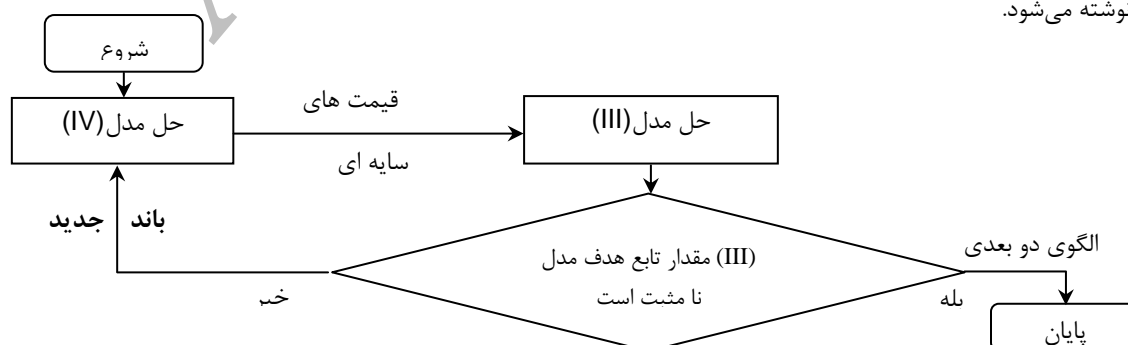 نوشته می‌شود.
شروع
حل مدل(IV)
قیمت های
سایه ای
حل مدل(III)
باند جدید
(III) مقدار تابع هدف مدل
نا مثبت است
الگوی دو بعدی
خیر
بله
پایان